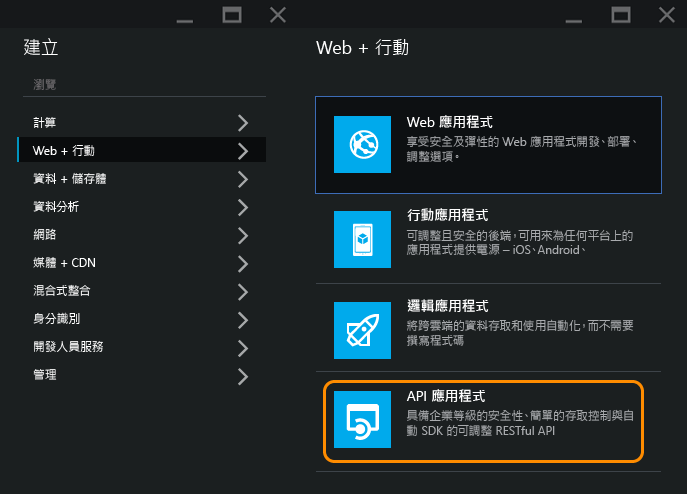 建立
瀏覽
計算
Web + 行動
資料 + 儲存體
資料分析
網路
媒體 + CDN
混合式整合
身分識別
開發人員服務
管理
Web + 行動
Web 應用程式
享受安全及彈性的 Web 應用程式開發、部署、
調整選項。
行動應用程式
可調整且安全的後端，可用來為任何平台上的
應用程式提供電源 – iOS、Android、
邏輯應用程式
將跨雲端的資料存取和使用自動化，而不需要
撰寫程式碼
API 應用程式
具備企業等級的安全性、簡單的存取控制與自
動 SDK 的可調整 RESTful API